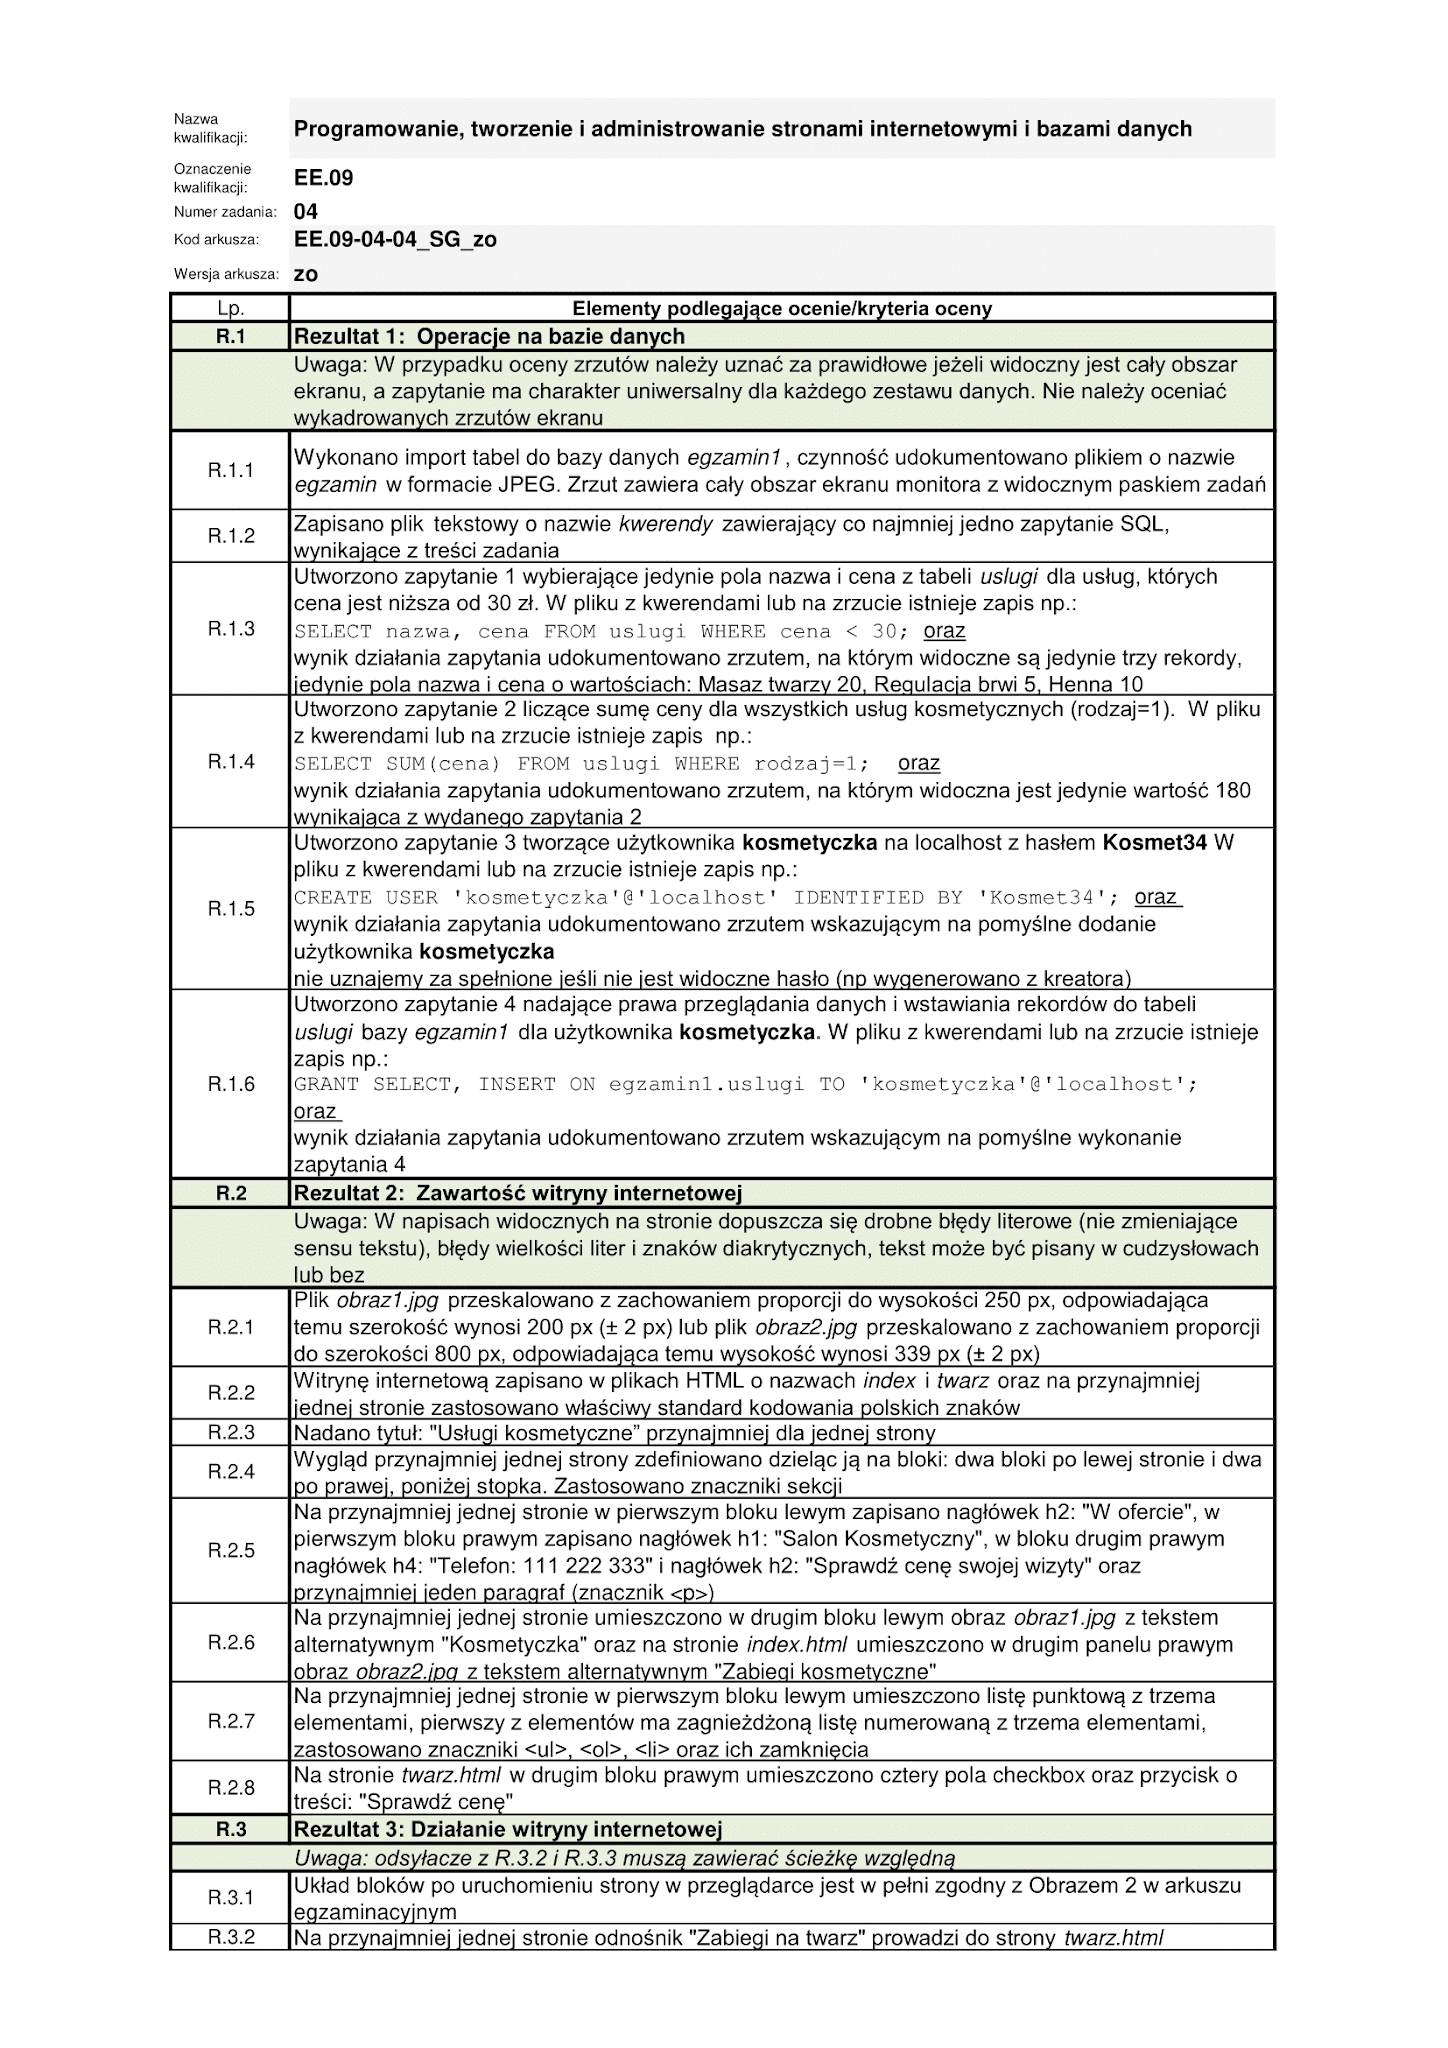 Nazwa
kwalifikacji:
Programowanie, tworzenie i administrowanie stronami internetowymi i bazami danych
Oznaczenie
kwalifikacji:
EE.09
Numer zadania: 04
Kod arkusza: EE.09-04-04_SG_zo
Wersja arkusza: zo
Lp. Elementy podlegające ocenie/kryteria oceny
R.1 Rezultat 1: Operacje na bazie danych
Uwaga: W przypadku oceny zrzutów należy uznać za prawidłowe jeżeli widoczny jest cały obszar
ekranu, a zapytanie ma charakter uniwersalny dla każdego zestawu danych. Nie należy oceniać
wykadrowanych zrzutów ekranu
R.1.1
Wykonano import tabel do bazy danych egzamin1, czynność udokumentowano plikiem o nazwie
egzamin w formacie JPEG. Zrzut zawiera cały obszar ekranu monitora z widocznym paskiem zadań
R.1.2
Zapisano plik tekstowy o nazwie kwerendy zawierający co najmniej jedno zapytanie SQL,
wynikające z treści zadania
R.1.3
Utworzono zapytanie 1 wybierające jedynie pola nazwa i cena z tabeli uslugi dla usług, których
cena jest niższa od 30 zł. W pliku z kwerendami lub na zrzucie istnieje zapis np.:
SELECT nazwa, cena FROM uslugi WHERE cena < 30; oraz
wynik działania zapytania udokumentowano zrzutem, na którym widoczne są jedynie trzy rekordy,
jedynie pola nazwa i cena o wartościach: Masaz twarzy 20, Regulacja brwi 5, Henna 10
R.1.4
Utworzono zapytanie 2 liczące sumę ceny dla wszystkich usług kosmetycznych (rodzaj=1). W pliku
z kwerendami lub na zrzucie istnieje zapis np.:
SELECT SUM(cena) FROM uslugi WHERE rodzaj=1; oraz
wynik działania zapytania udokumentowano zrzutem, na którym widoczna jest jedynie wartość 180
wynikająca z wydanego zapytania 2
R.1.5
Utworzono zapytanie 3 tworzące użytkownika kosmetyczka na localhost z hasłem Kosmet34 W
pliku z kwerendami lub na zrzucie istnieje zapis np.:
CREATE USER 'kosmetyczka'@'localhost' IDENTIFIED BY 'Kosmet34'; oraz
wynik działania zapytania udokumentowano zrzutem wskazującym na pomyślne dodanie
użytkownika kosmetyczka
nie uznajemy za spełnione jeśli nie jest widoczne hasło (np wygenerowano z kreatora)
R.1.6
Utworzono zapytanie 4 nadające prawa przeglądania danych i wstawiania rekordów do tabeli
uslugi bazy egzamin1 dla użytkownika kosmetyczka. W pliku z kwerendami lub na zrzucie istnieje
zapis np.:
GRANT SELECT, INSERT ON egzamin1.uslugi TO 'kosmetyczka'@'localhost';
oraz
wynik działania zapytania udokumentowano zrzutem wskazującym na pomyślne wykonanie
zapytania 4
R.2 Rezultat 2: Zawartość witryny internetowej
Uwaga: W napisach widocznych na stronie dopuszcza się drobne błędy literowe (nie zmieniające
sensu tekstu), błędy wielkości liter i znaków diakrytycznych, tekst może być pisany w cudzysłowach
lub bez
R.2.1
Plik obraz1.jpg przeskalowano z zachowaniem proporcji do wysokości 250 px, odpowiadająca
temu szerokość wynosi 200 px (± 2 px) lub plik obraz2.jpg przeskalowano z zachowaniem proporcji
do szerokości 800 px, odpowiadająca temu wysokość wynosi 339 px (± 2 px)
R.2.2
Witrynę internetową zapisano w plikach HTML o nazwach index i twarz oraz na przynajmniej
jednej stronie zastosowano właściwy standard kodowania polskich znaków
R.2.3 Nadano tytuł: "Usługi kosmetyczne” przynajmniej dla jednej strony
R.2.4
Wygląd przynajmniej jednej strony zdefiniowano dzieląc ją na bloki: dwa bloki po lewej stronie i dwa
po prawej, poniżej stopka. Zastosowano znaczniki sekcji
R.2.5
Na przynajmniej jednej stronie w pierwszym bloku lewym zapisano nagłówek h2: "W ofercie", w
pierwszym bloku prawym zapisano nagłówek h1: "Salon Kosmetyczny", w bloku drugim prawym
nagłówek h4: "Telefon: 111 222 333" i nagłówek h2: "Sprawdź cenę swojej wizyty" oraz
przynajmniej jeden paragraf (znacznik <p>)
R.2.6
Na przynajmniej jednej stronie umieszczono w drugim bloku lewym obraz obraz1.jpg z tekstem
alternatywnym "Kosmetyczka" oraz na stronie index.html umieszczono w drugim panelu prawym
obraz obraz2.jpg z tekstem alternatywnym "Zabiegi kosmetyczne"
R.2.7
Na przynajmniej jednej stronie w pierwszym bloku lewym umieszczono listę punktową z trzema
elementami, pierwszy z elementów ma zagnieżdżoną listę numerowaną z trzema elementami,
zastosowano znaczniki <ul>, <ol>, <li> oraz ich zamknięcia
R.2.8
Na stronie twarz.html w drugim bloku prawym umieszczono cztery pola checkbox oraz przycisk o
treści: "Sprawdź cenę"
R.3 Rezultat 3: Działanie witryny internetowej
Uwaga: odsyłacze z R.3.2 i R.3.3 muszą zawierać ścieżkę względną
R.3.1
Układ bloków po uruchomieniu strony w przeglądarce jest w pełni zgodny z Obrazem 2 w arkuszu
egzaminacyjnym
R.3.2 Na przynajmniej jednej stronie odnośnik "Zabiegi na twarz" prowadzi do strony twarz.html